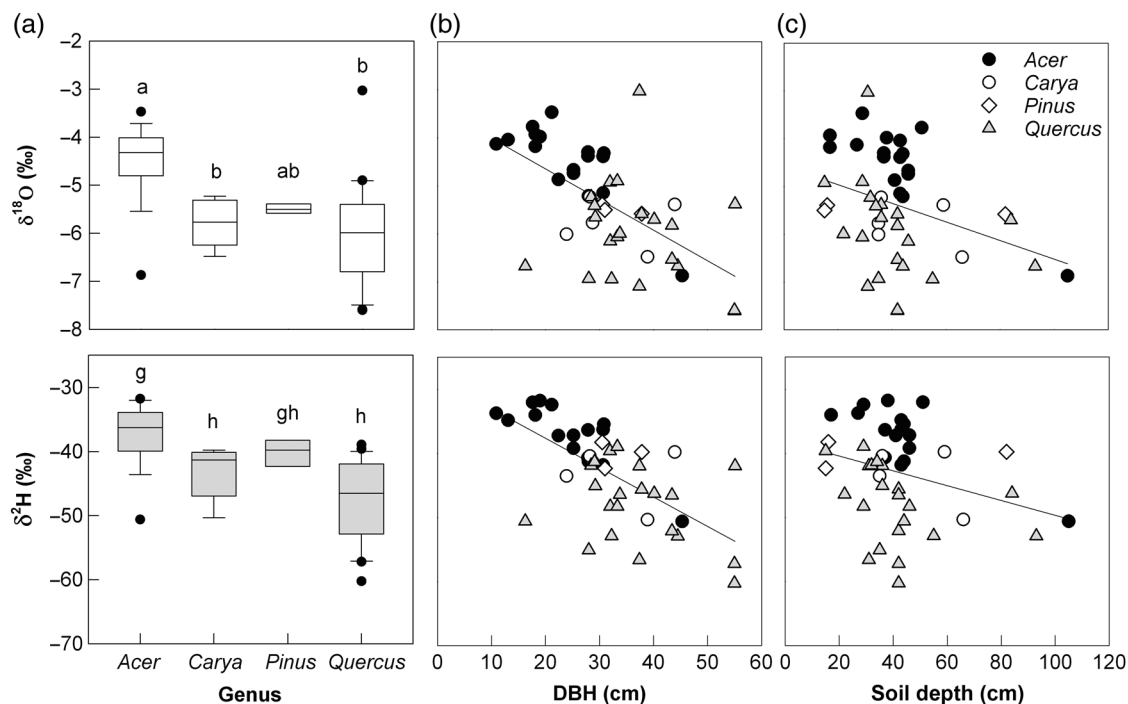 (a)
(b)
(c)
δ18O (‰)
–2
–3
–4
–5
–6
–7
–8
a
b
ab
b
Acer
Carya
Pinus
Quercus
δ2H (‰)
–30
–40
–50
–60
–70
g
h
gh
h
Acer Carya Pinus Quercus
Genus
0 10 20 30 40 50 60
DBH (cm)
0 20 40 60 80 100 120
Soil depth (cm)